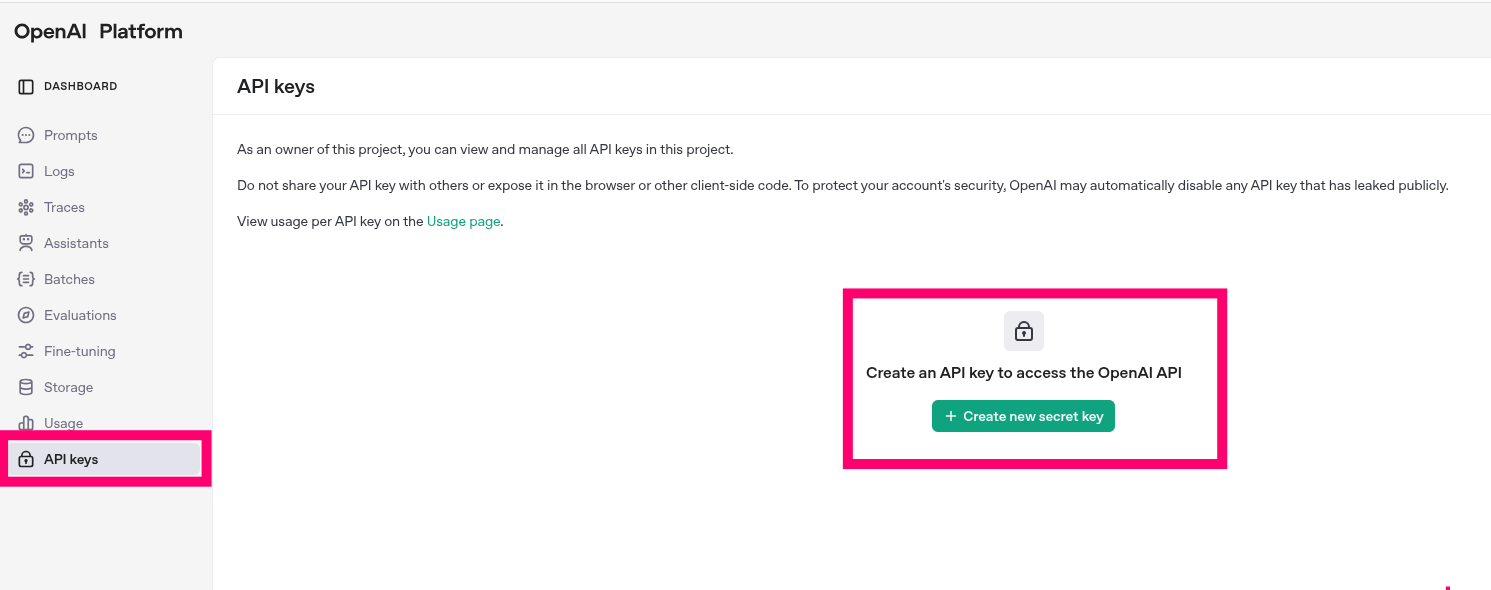 OpenAI Platform
DASHBOARD
Prompts
Logs
Traces
Assistants
Batches
Evaluations
Fine-tuning
Storage
Usage
API keys
API keys
As an owner of this project, you can view and manage all API keys in this project.
Do not share your API key with others or expose it in the browser or other client-side code. To protect your account's security, OpenAI may automatically disable any API key that has leaked publicly.
View usage per API key on the Usage page.
Create an API key to access the OpenAI API
+ Create new secret key